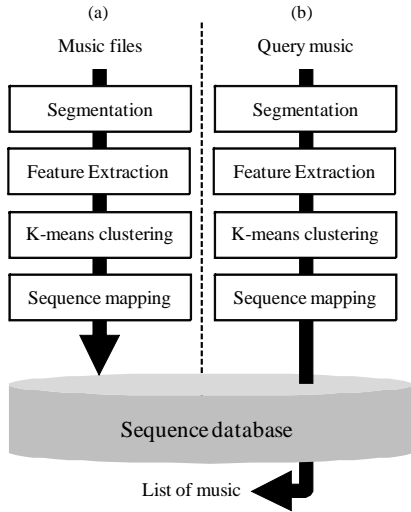 (a)
Music files
Segmentation
Feature Extraction
K-means clustering
Sequence mapping
(b)
Query music
Segmentation
Feature Extraction
K-means clustering
Sequence mapping
Sequence database
List of music